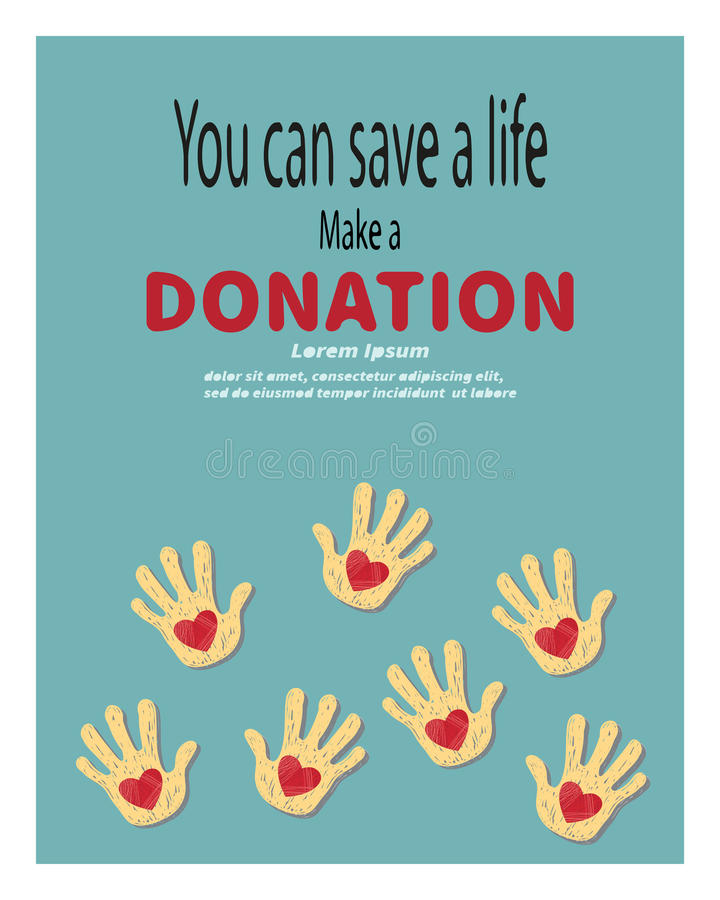 You can save a life
Make a
DONATION
Lorem Ipsum
dolor sit amet, consectetur adipiscing elit,
sed do eiusmod tempor incididunt ut labore
dreamstime